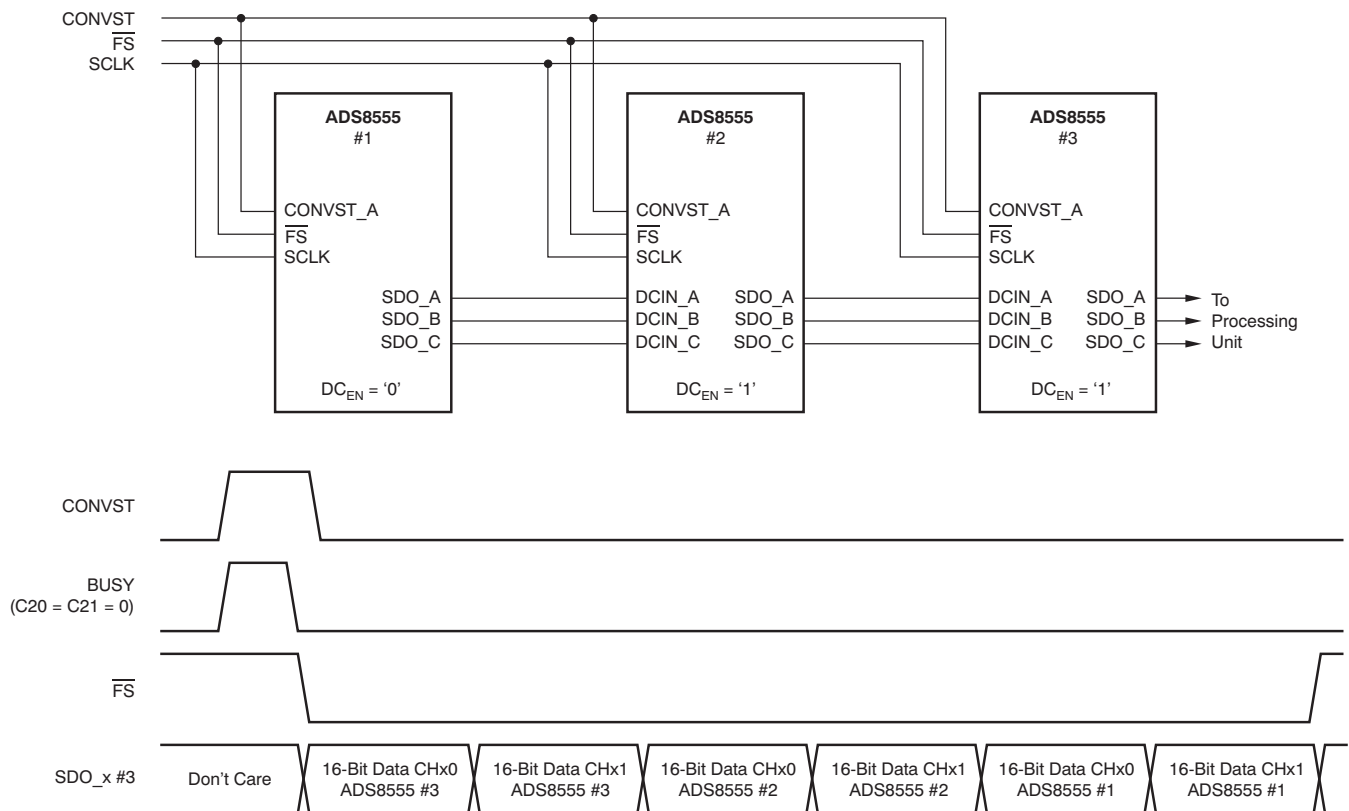 CONVST
FS
SCLK
ADS8555
#1
CONVST_A
FS
SCLK
SDO_A
SDO_B
SDO_C
DCEN = ‘0’
ADS8555
#2
CONVST_A
FS
SCLK
DCIN_A SDO_A
DCIN_B SDO_B
DCIN_C SDO_C
DCEN = ‘1’
ADS8555
#3
CONVST_A
FS
SCLK
DCIN_A SDO_A
DCIN_B SDO_B
DCIN_C SDO_C
DCEN = ‘1’
To
Processing
Unit
CONVST
BUSY
(C20 = C21 = 0)
FS
SDO_x #3
Don’t Care
16-Bit Data CHx0
ADS8555 #3
16-Bit Data CHx1
ADS8555 #3
16-Bit Data CHx0
ADS8555 #2
16-Bit Data CHx1
ADS8555 #2
16-Bit Data CHx0
ADS8555 #1
16-Bit Data CHx1
ADS8555 #1